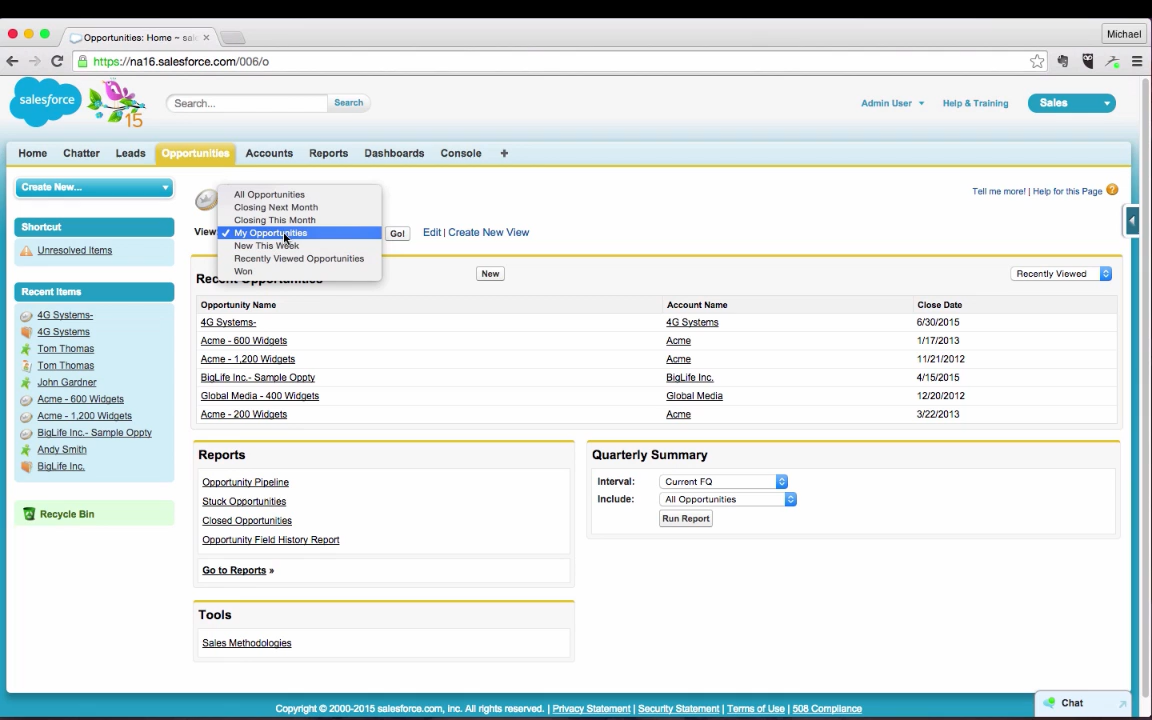 Opportunities: Home ~ sale
Michael
https://na16.salesforce.com/006/o
salesforce
15
Search...
Search
Admin User
Help & Training
Sales
Home
Chatter
Leads
Opportunities
Accounts
Reports
Dashboards
Console
+
Create New...
Shortcut
Unresolved Items
Recent Items
4G Systems-
4G Systems
Tom Thomas
Tom Thomas
John Gardner
Acme - 600 Widgets
Acme - 1,200 Widgets
BigLife Inc.- Sample Oppty
Andy Smith
BigLife Inc.
Recycle Bin
Tell me more! | Help for this Page
View
All Opportunities
Closing Next Month
Closing This Month
✓ My Opportunities
New This Week
Recently Viewed Opportunities
Won
Go!
Edit | Create New View
Recent Opportunities
New
Recently Viewed
Opportunity Name Account Name Close Date
4G Systems- 4G Systems 6/30/2015
Acme - 600 Widgets Acme 1/17/2013
Acme - 1,200 Widgets Acme 11/21/2012
BigLife Inc.- Sample Oppty BigLife Inc. 4/15/2015
Global Media - 400 Widgets Global Media 12/20/2012
Acme - 200 Widgets Acme 3/22/2013
Reports
Opportunity Pipeline
Stuck Opportunities
Closed Opportunities
Opportunity Field History Report
Go to Reports »
Quarterly Summary
Interval: Current FQ
Include: All Opportunities
Run Report
Tools
Sales Methodologies
Copyright © 2000-2015 salesforce.com, inc. All rights reserved. | Privacy Statement | Security Statement | Terms of Use | 508 Compliance
Chat